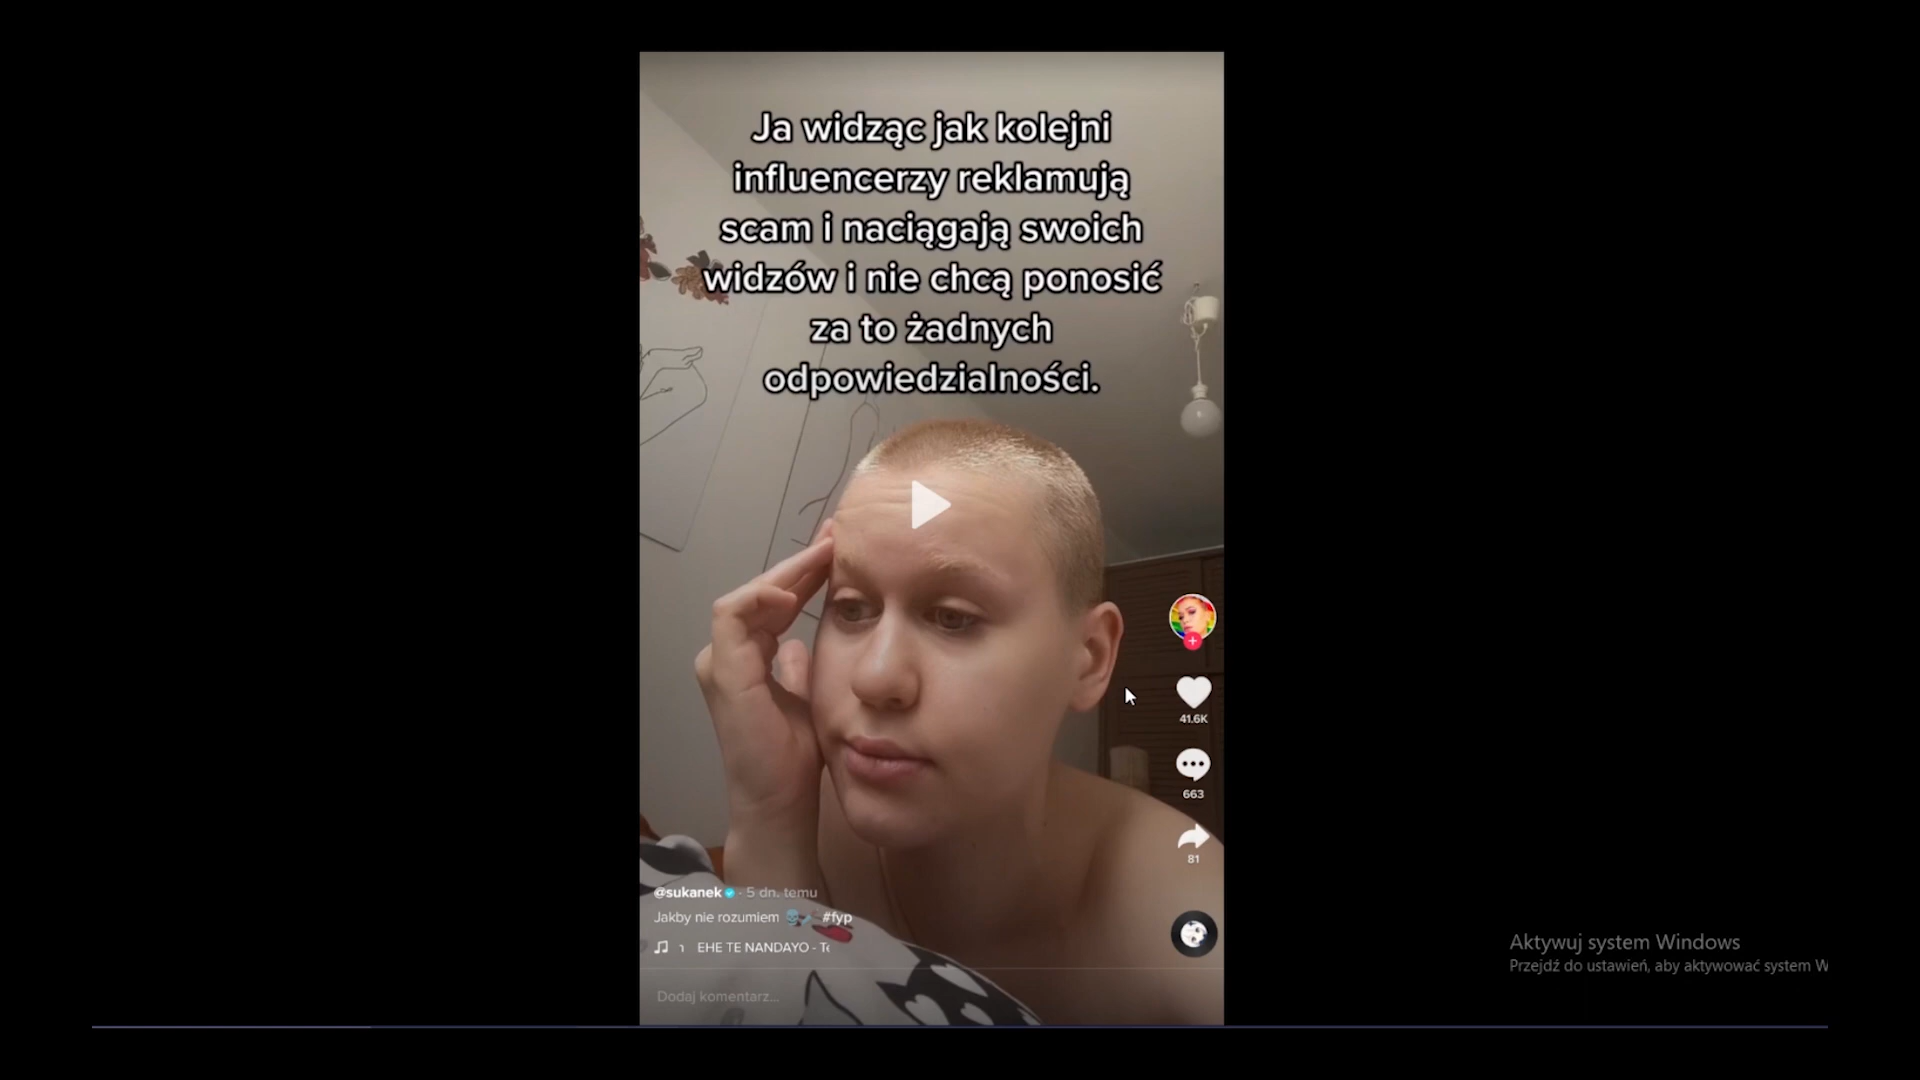 Ja widząc jak kolejni
influencerzy reklamują
scam i naciągają swoich
widzów i nie chcą ponosić
za to żadnych
odpowiedzialności.
41.6K
663
81
@sukanek - 5 dn. temu
Jakby nie rozumiem #fyp
EHE TE NANDAYO -
Dodaj komentarz...
Aktywuj system Windows
Przejdź do ustawień, aby aktywować system W